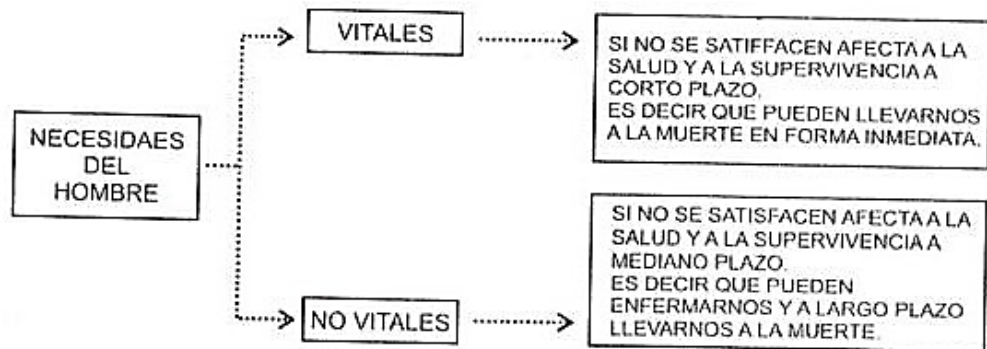 NECESIDAES
DEL
HOMBRE
VITALES
SI NO SE SATIFFACEN AFECTA A LA
SALUD Y A LA SUPERVIVENCIA A
CORTO PLAZO.
ES DECIR QUE PUEDEN LLEVARNOS
A LA MUERTE EN FORMA INMEDIATA.
NO VITALES
SI NO SE SATISFACEN AFECTA A LA
SALUD Y A LA SUPERVIVENCIA A
MEDIANO PLAZO.
ES DECIR QUE PUEDEN
ENFERMARNOS Y A LARGO PLAZO
LLEVARNOS A LA MUERTE.